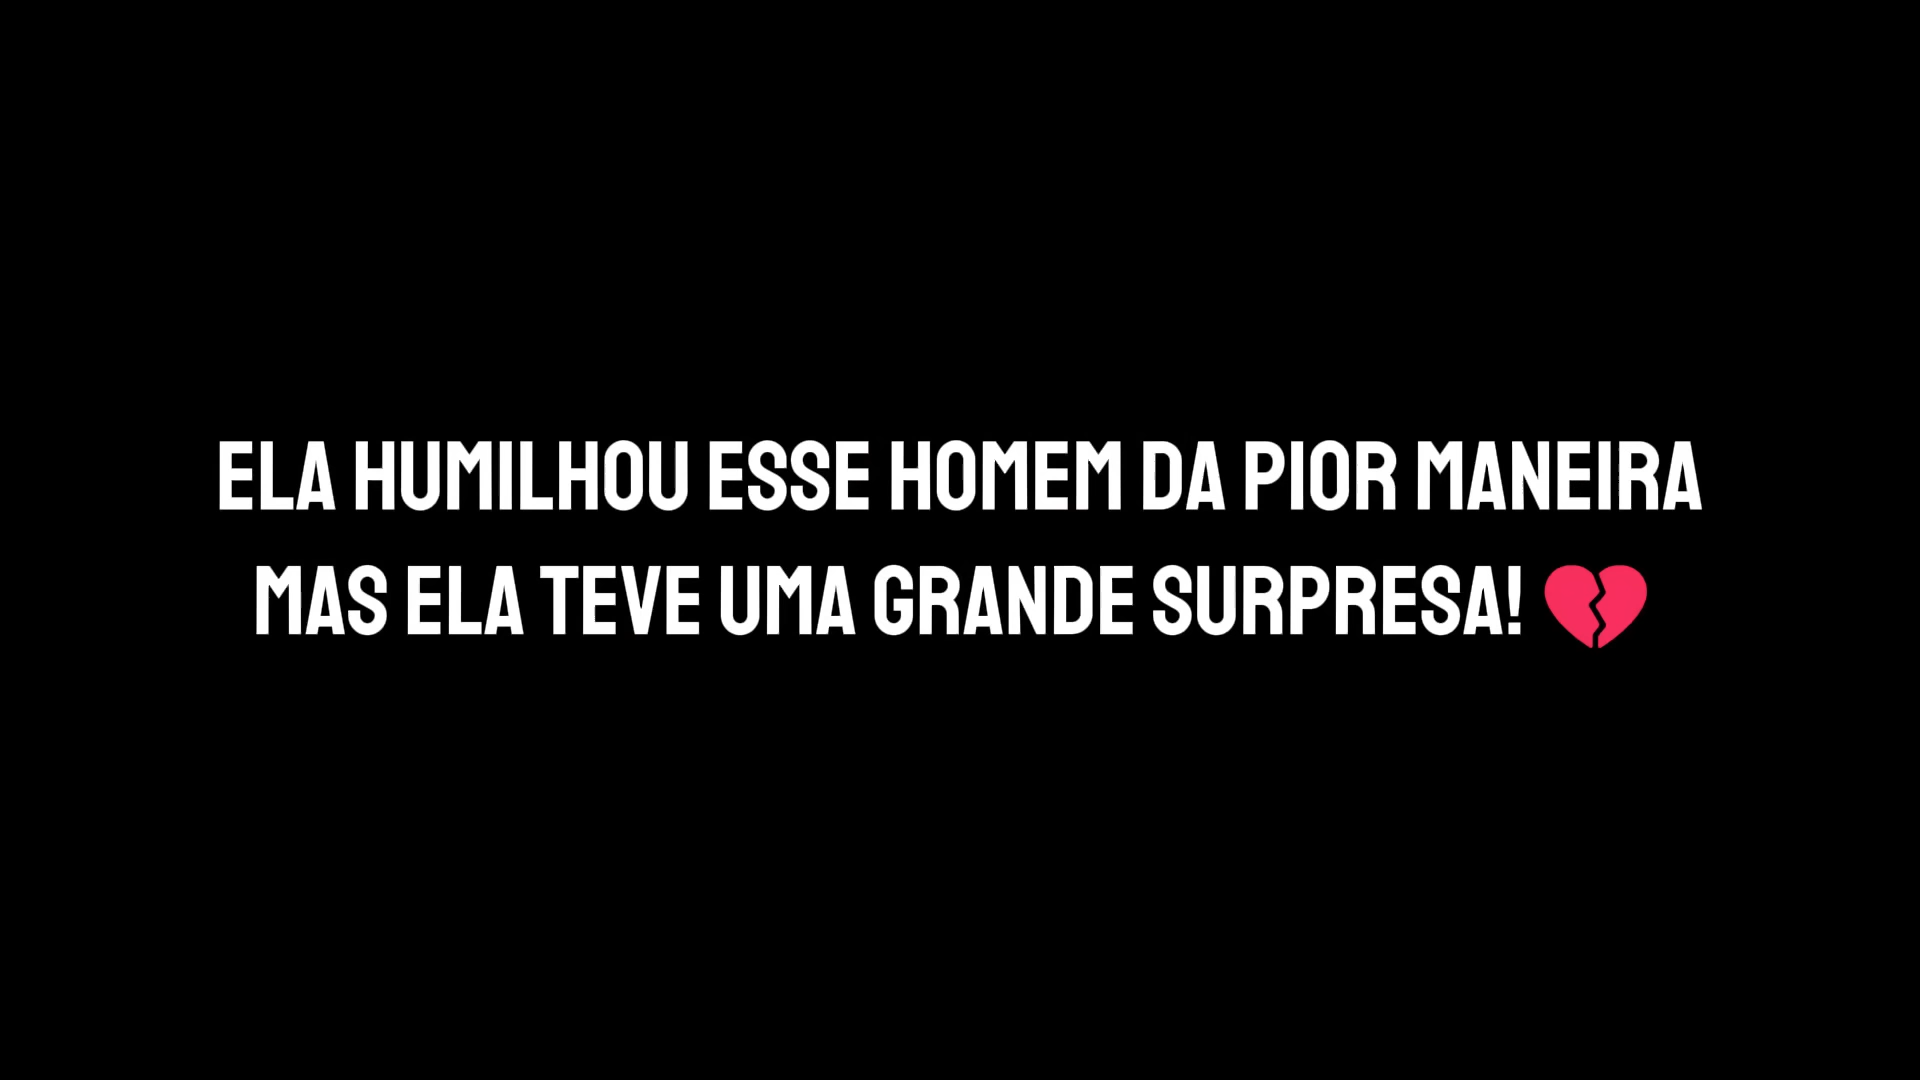 ELA HUMILHOU ESSE HOMEM DA PIOR MANEIRA
MAS ELA TEVE UMA GRANDE SURPRESA! 💔